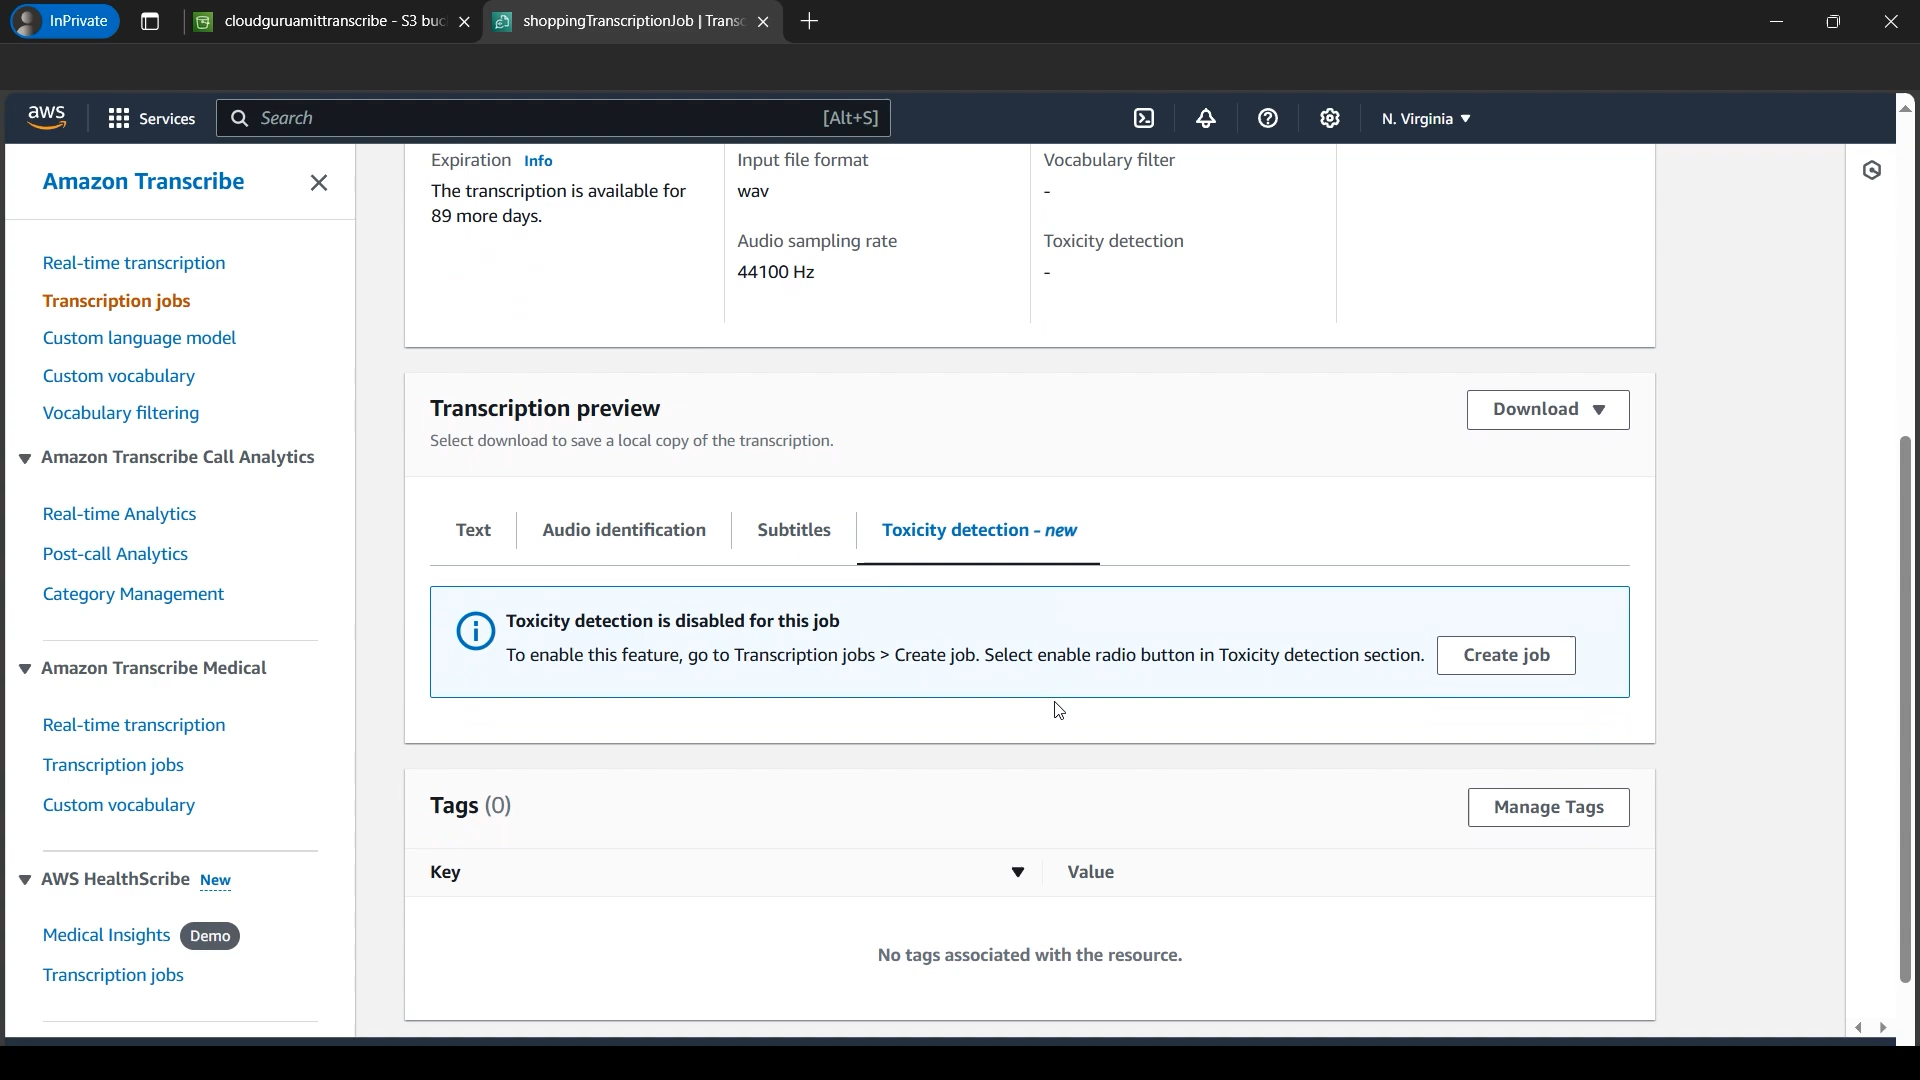 InPrivate
cloudguruamittranscribe - S3 buc
shoppingTranscriptionJob | Trans
aws
Services
Search
[Alt+S]
N. Virginia
Amazon Transcribe
Real-time transcription
Transcription jobs
Custom language model
Custom vocabulary
Vocabulary filtering
Amazon Transcribe Call Analytics
Real-time Analytics
Post-call Analytics
Category Management
Amazon Transcribe Medical
Real-time transcription
Transcription jobs
Custom vocabulary
AWS HealthScribe New
Medical Insights Demo
Transcription jobs
Expiration Info
The transcription is available for
89 more days.
Input file format
wav
Audio sampling rate
44100 Hz
Vocabulary filter
-
Toxicity detection
-
Transcription preview
Select download to save a local copy of the transcription.
Download
Text
Audio identification
Subtitles
Toxicity detection - new
Toxicity detection is disabled for this job
To enable this feature, go to Transcription jobs > Create job. Select enable radio button in Toxicity detection section.
Create job
Tags (0)
Manage Tags
Key
Value
No tags associated with the resource.